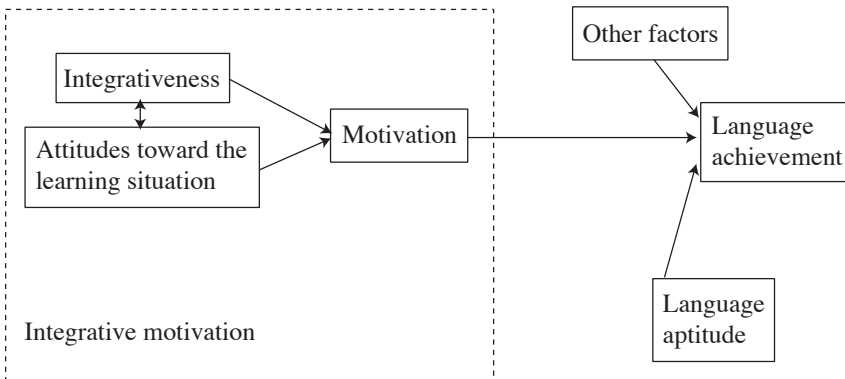 Other factors
Integrativeness
Motivation
Attitudes toward the
learning situation
Language
achievement
Language
aptitude
Integrative motivation